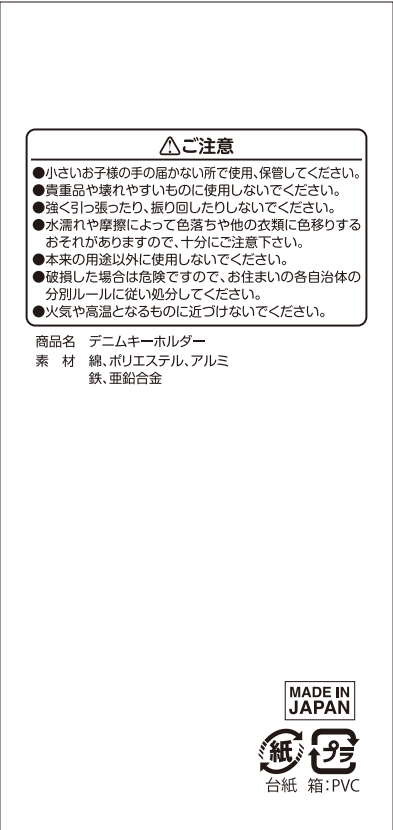 ⚠ご注意
●小さいお子様の手の届かない所で使用、保管してください。
●貴重品や壊れやすいものに使用しないでください。
●強く引っ張ったり、振り回したりしないでください。
●水濡れや摩擦によって色落ちや他の衣類に色移りする
おそれがありますので、十分にご注意下さい。
●本来の用途以外に使用しないでください。
●破損した場合は危険ですので、お住まいの各自治体の
分別ルールに従い処分してください。
●火気や高温となるものに近づけないでください。
商品名 デニムキーホルダー
素 材 綿、ポリエステル、アルミ
鉄、亜鉛合金
MADE IN
JAPAN
紙 プラ
台紙 箱:PVC